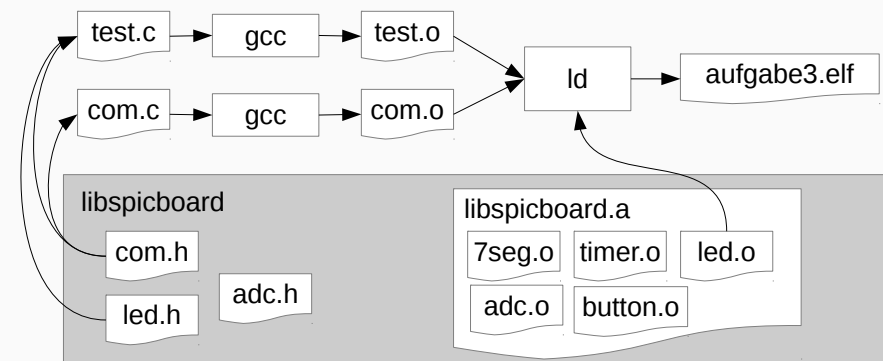 test.c
gcc
test.o
ld
aufgabe3.elf
com.c
gcc
com.o
libspicboard
libspicboard.a
com.h
7seg.o
timer.o
led.o
adc.h
led.h
adc.o
button.o